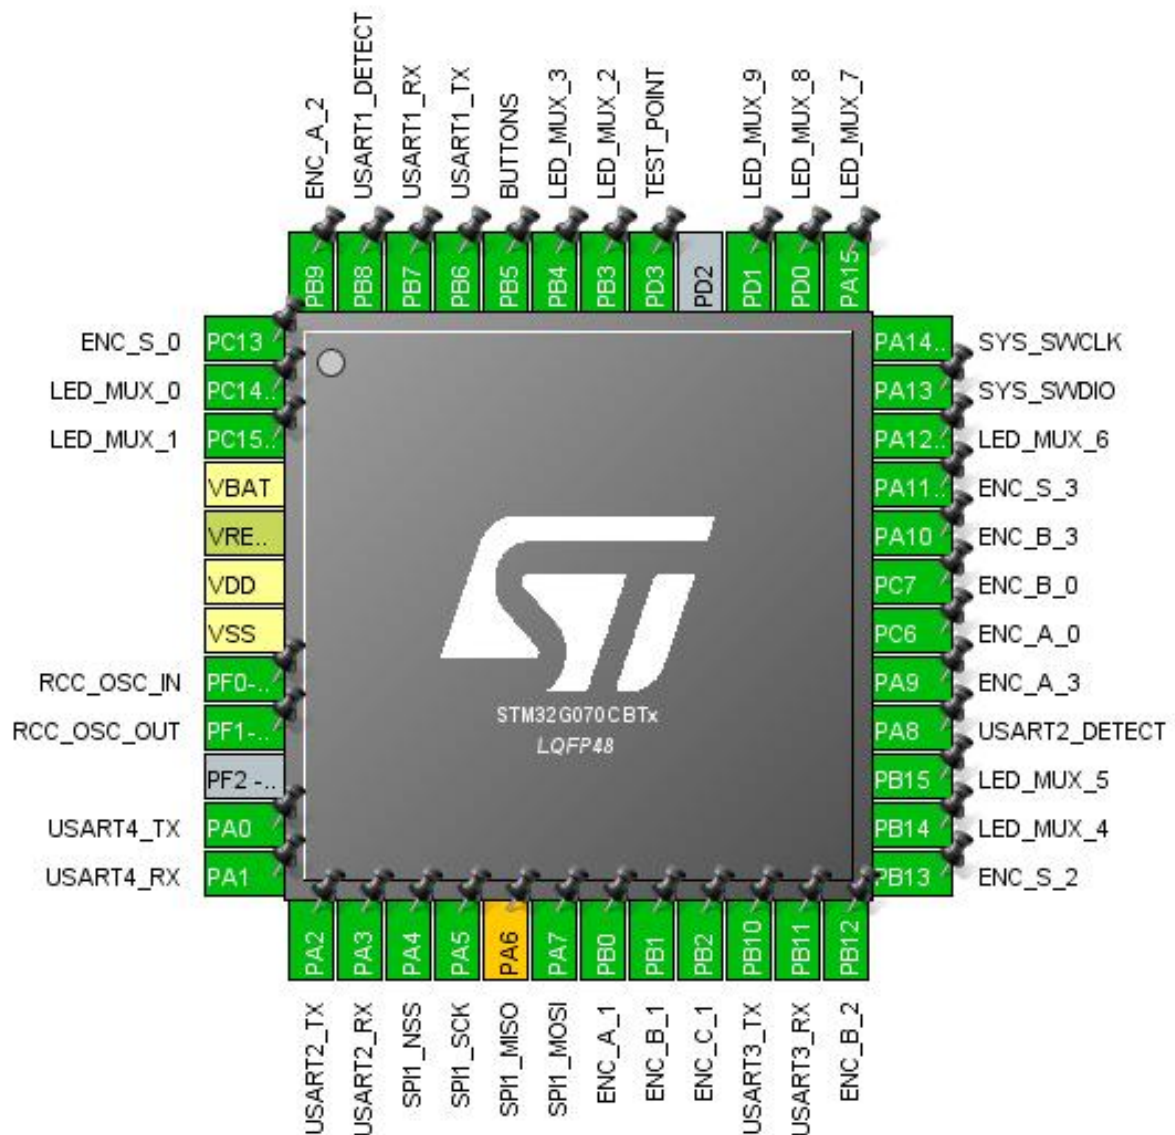 ENC_A_2
USART1_DETECT
USART1_RX
USART1_TX
BUTTONS
LED_MUX_3
LED_MUX_2
TEST_POINT
LED_MUX_9
LED_MUX_8
LED_MUX_7
PB9
PB8
PB7
PB6
PB5
PB4
PB3
PD3
PD2
PD1
PD0
PA15
ENC_S_0 PC13
LED_MUX_0 PC14..
LED_MUX_1 PC15..
VBAT
VRE..
VDD
VSS
RCC_OSC_IN PF0-..
RCC_OSC_OUT PF1-..
PF2 -..
USART4_TX PA0
USART4_RX PA1
ST
STM32G070CBTx
LQFP48
PA14.. SYS_SWCLK
PA13 SYS_SWDIO
PA12.. LED_MUX_6
PA11.. ENC_S_3
PA10 ENC_B_3
PC7 ENC_B_0
PC6 ENC_A_0
PA9 ENC_A_3
PA8 USART2_DETECT
PB15 LED_MUX_5
PB14 LED_MUX_4
PB13 ENC_S_2
PA2
PA3
PA4
PA5
PA6
PA7
PB0
PB1
PB2
PB10
PB11
PB12
USART2_TX
USART2_RX
SPI1_NSS
SPI1_SCK
SPI1_MISO
SPI1_MOSI
ENC_A_1
ENC_B_1
ENC_C_1
USART3_TX
USART3_RX
ENC_B_2